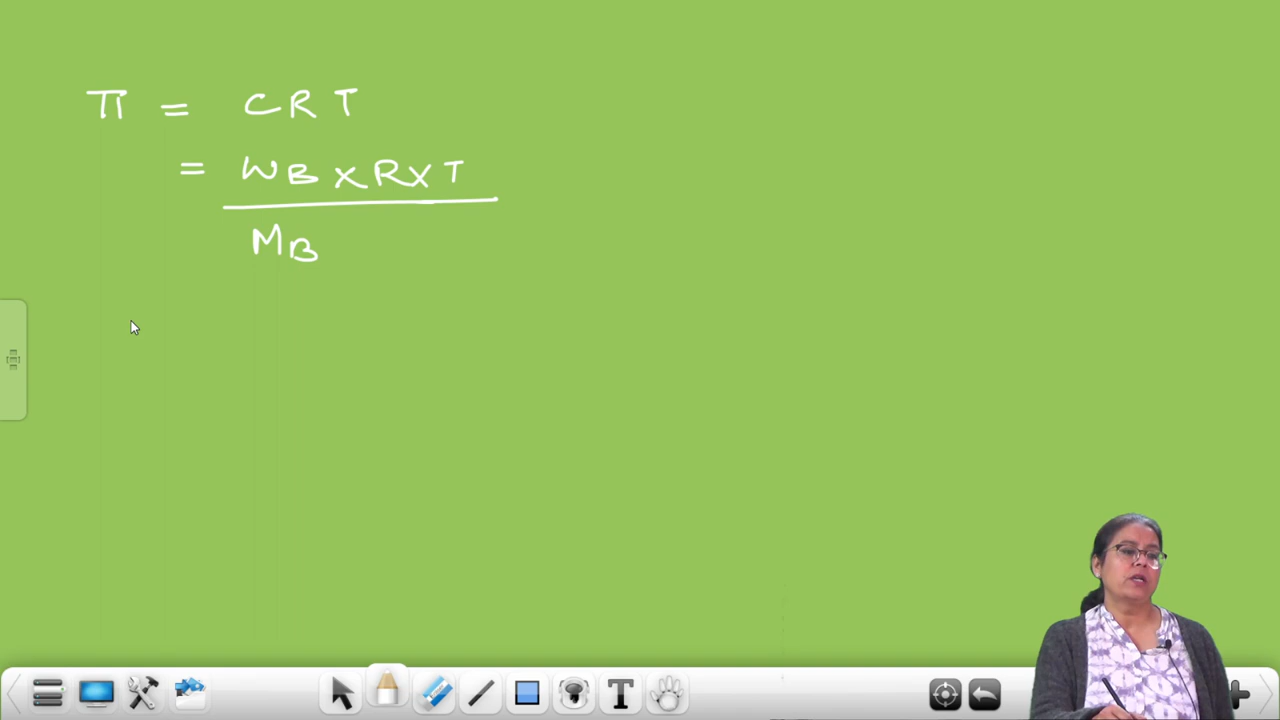 π = CRT
= WB x R x T
MB
T